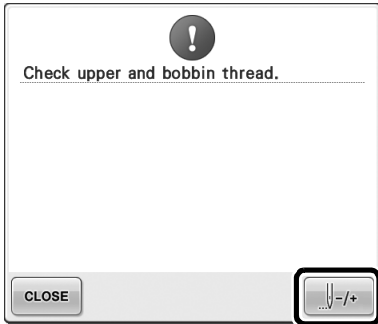 !
Check upper and bobbin thread.
CLOSE
-/+